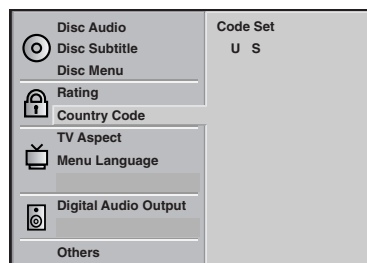 Disc Audio
Disc Subtitle
Disc Menu
Rating
Country Code
TV Aspect
Menu Language
Digital Audio Output
Others
Code Set
U S